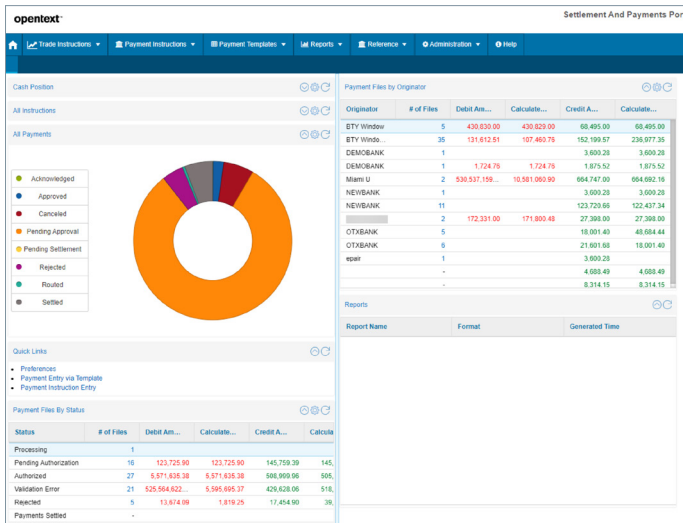 opentext™
Settlement And Payments Por
Trade Instructions
Payment Instructions
Payment Templates
Reports
Reference
Administration
Help
Cash Position
All Instructions
All Payments
Acknowledged
Approved
Canceled
Pending Approval
Pending Settlement
Rejected
Routed
Settled
Quick Links
Preferences
Payment Entry via Template
Payment Instruction Entry
Payment Files By Status
Status # of Files Debit Am... Calculate... Credit A... Calcula
Processing 1
Pending Authorization 16 123,725.90 123,725.90 145,759.39 145,
Authorized 27 5,571,635.38 5,571,635.38 508,959.96 505,
Validation Error 21 525,564,622... 5,595,695.37 429,628.06 518,
Rejected 5 13,674.09 1,819.25 17,454.90 39,
Payments Settled -
Payment Files by Originator
Originator # of Files Debit Am... Calculate... Credit A... Calculate...
BTY Window 5 430,830.00 430,829.00 68,495.00 68,495.00
BTY Windo... 35 131,612.51 107,460.76 152,199.57 236,977.35
DEMOBANK 1 3,600.28 3,600.28
DEMOBANK 1 1,724.76 1,724.76 1,875.52 1,875.52
Miami U 2 530,537,159... 10,581,060.90 664,747.00 664,692.16
NEWBANK 1 3,600.28 3,600.28
NEWBANK 11 123,720.66 122,437.34
2 172,331.00 171,800.48 27,398.00 27,398.00
OTXBANK 5 18,001.40 48,684.44
OTXBANK 6 21,601.68 18,001.40
epair 1 3,600.28
- 4,688.49 4,688.49
- 8,314.15 8,314.15
Reports
Report Name Format Generated Time